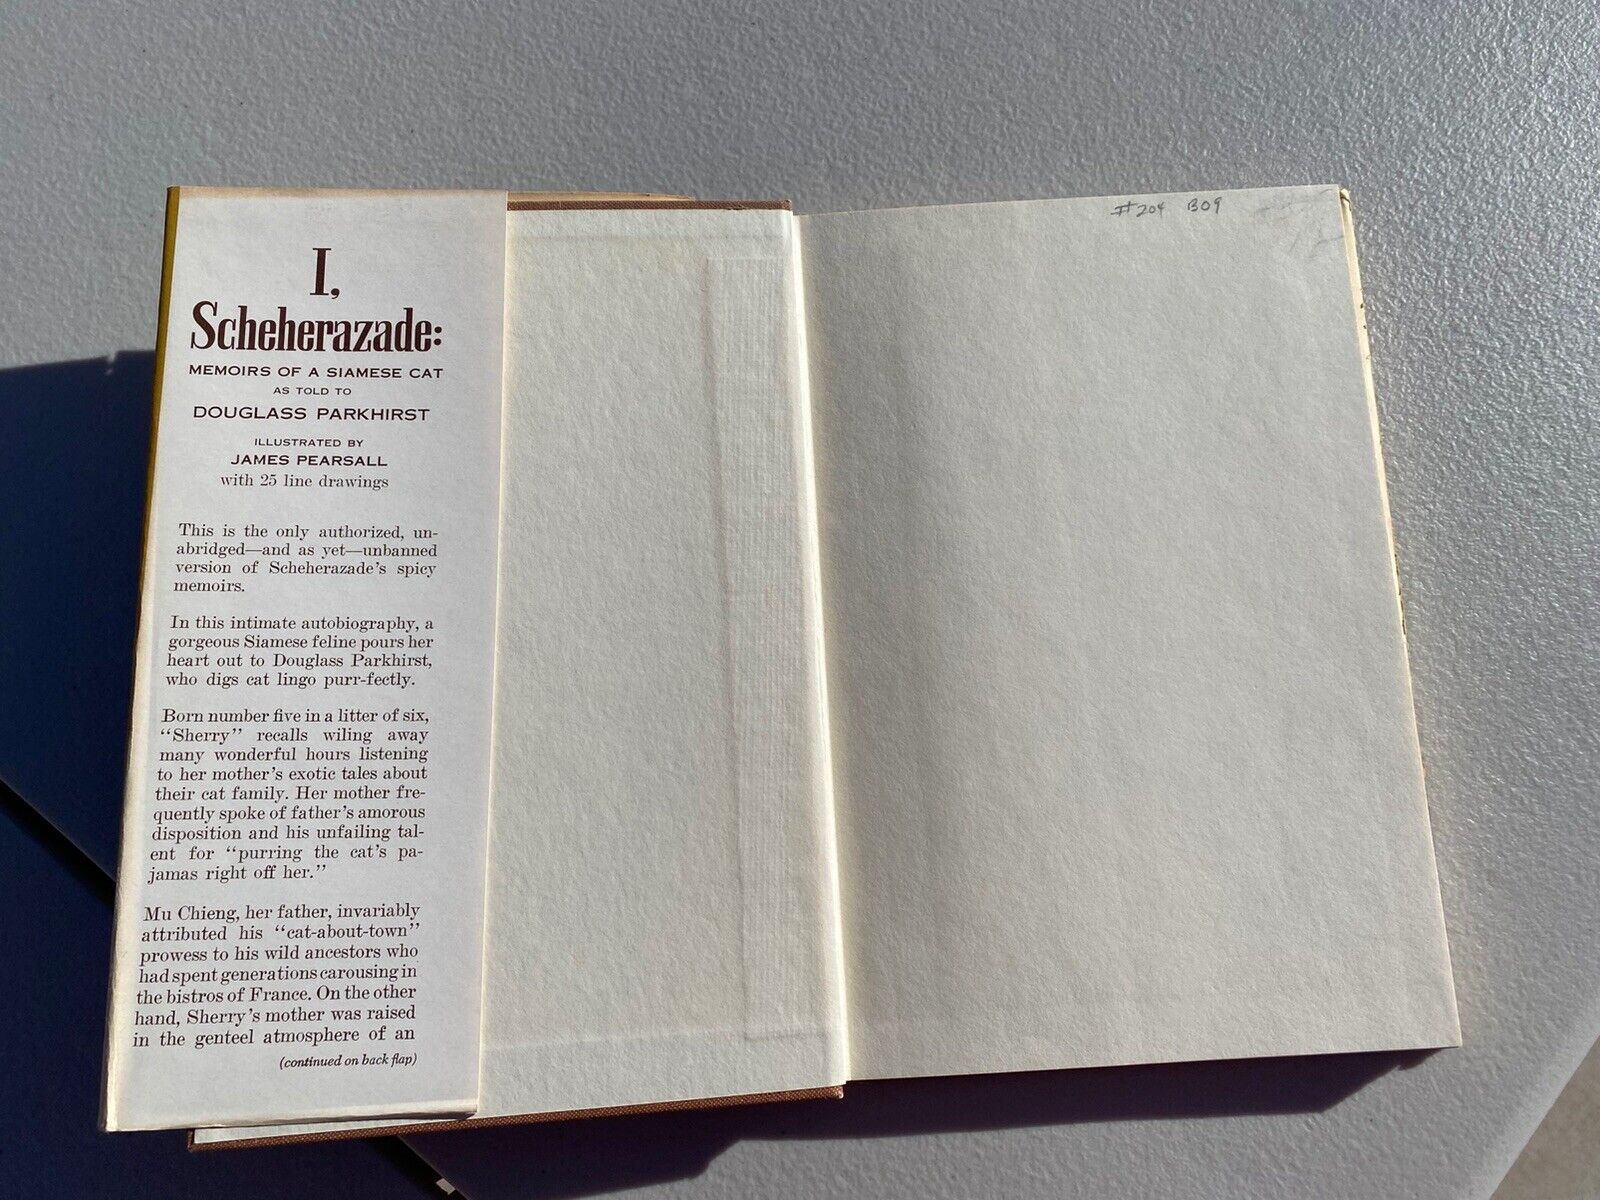 I,
Scheherazade:
MEMOIRS OF A SIAMESE CAT
AS TOLD TO
DOUGLASS PARKHIRST
ILLUSTRATED BY
JAMES PEARSALL
with 25 line drawings
This is the only authorized, un-
abridged—and as yet—unbanned
version of Scheherazade's spicy
memoirs.
In this intimate autobiography, a
gorgeous Siamese feline pours her
heart out to Douglass Parkhirst,
who digs cat lingo purr-fectly.
Born number five in a litter of six,
"Sherry" recalls wiling away
many wonderful hours listening
to her mother's exotic tales about
their cat family. Her mother fre-
quently spoke of father's amorous
disposition and his unfailing tal-
ent for "purring the cat's pa-
jamas right off her."
Mu Chieng, her father, invariably
attributed his "cat-about-town"
prowess to his wild ancestors who
had spent generations carousing in
the bistros of France. On the other
hand, Sherry's mother was raised
in the genteel atmosphere of an
(continued on back flap)
#204 B09